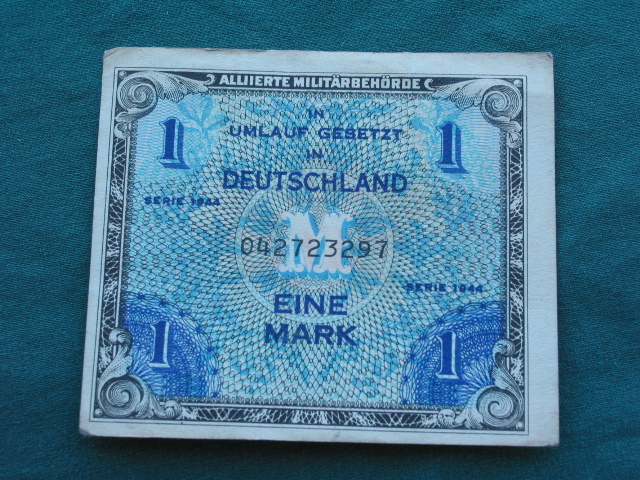 ALLIIERTE MILITÄRBEHÖRDE
1 1
IN
UMLAUF GESETZT
IN
DEUTSCHLAND
SERIE 1944
M
042723297
SERIE 1944
EINE
MARK
1 1